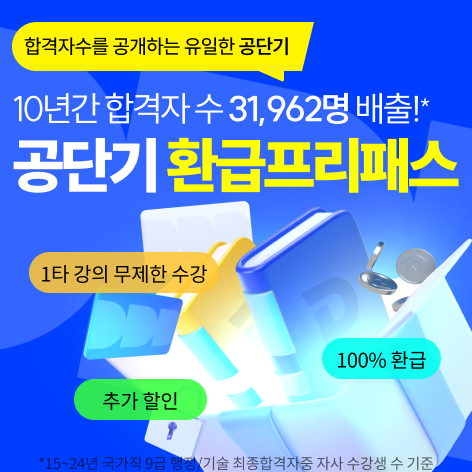 합격자수를 공개하는 유일한 공단기
10년간 합격자 수 31,962명 배출!*
공단기 환급프리패스
1타 강의 무제한 수강
100% 환급
추가 할인
*15~24년 국가직 9급 행정/기술 최종합격자중 자사 수강생 수 기준